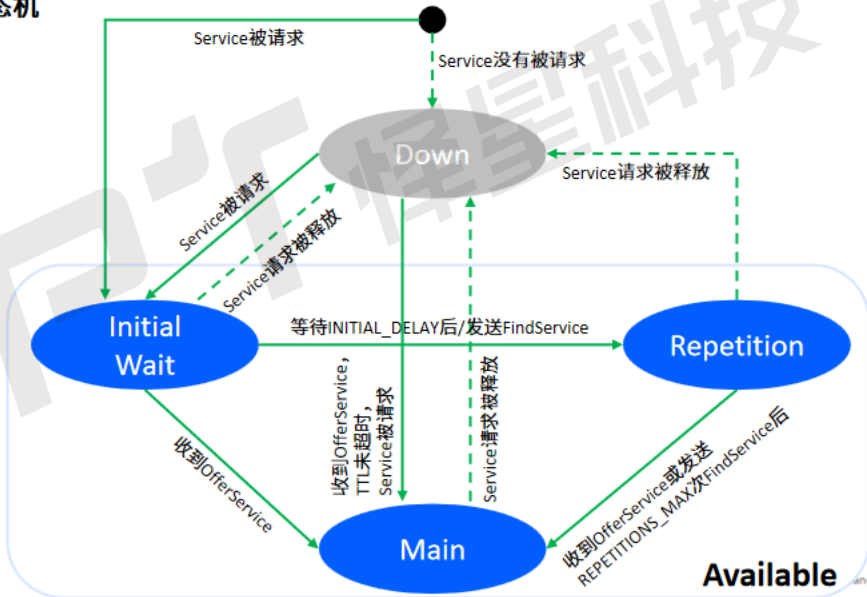 态机
Service被请求
Service没有被请求
Down
Service请求被释放
Service被请求
Service请求被释放
怿星科技
Initial
Wait
等待INITIAL_DELAY后/发送FindService
Repetition
收到OfferService
收到OfferService，
TTL未超时，
Service被请求
Service请求被释放
收到OfferService或发送
REPETITIONS_MAX次FindService后
Main
Available